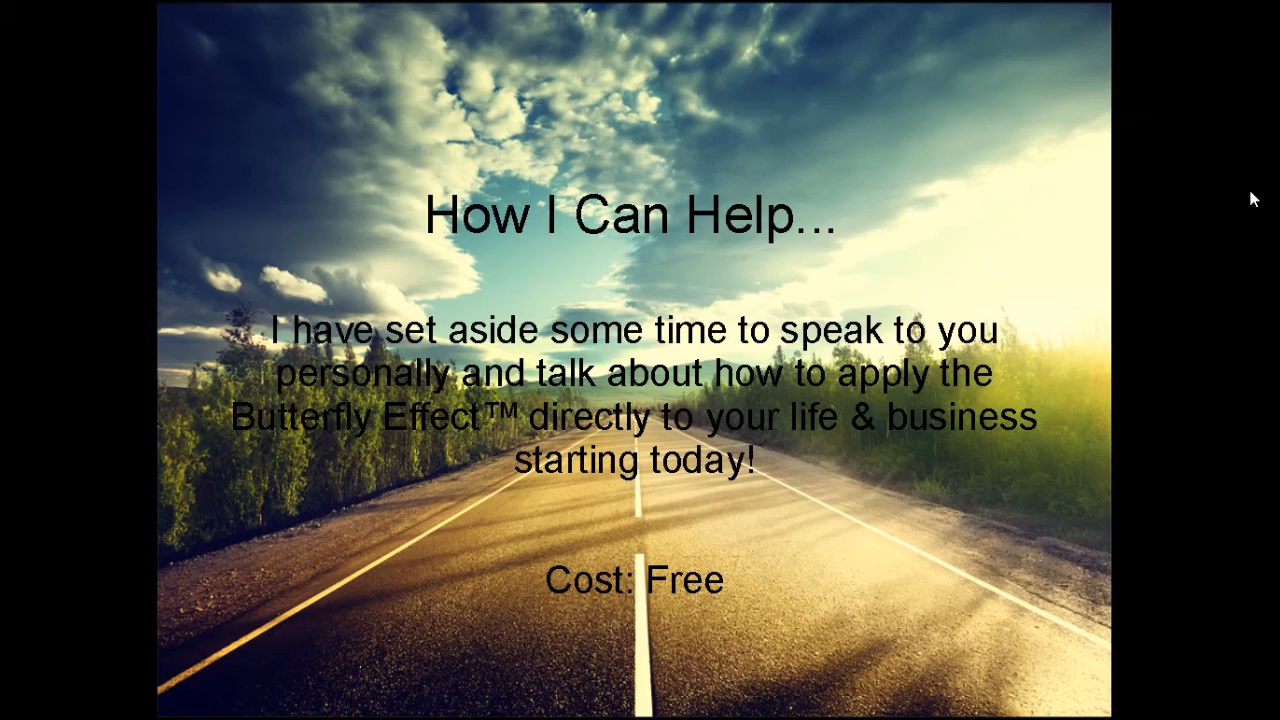 How I Can Help...
I have set aside some time to speak to you
personally and talk about how to apply the
Butterfly Effect™ directly to your life & business
starting today!
Cost: Free